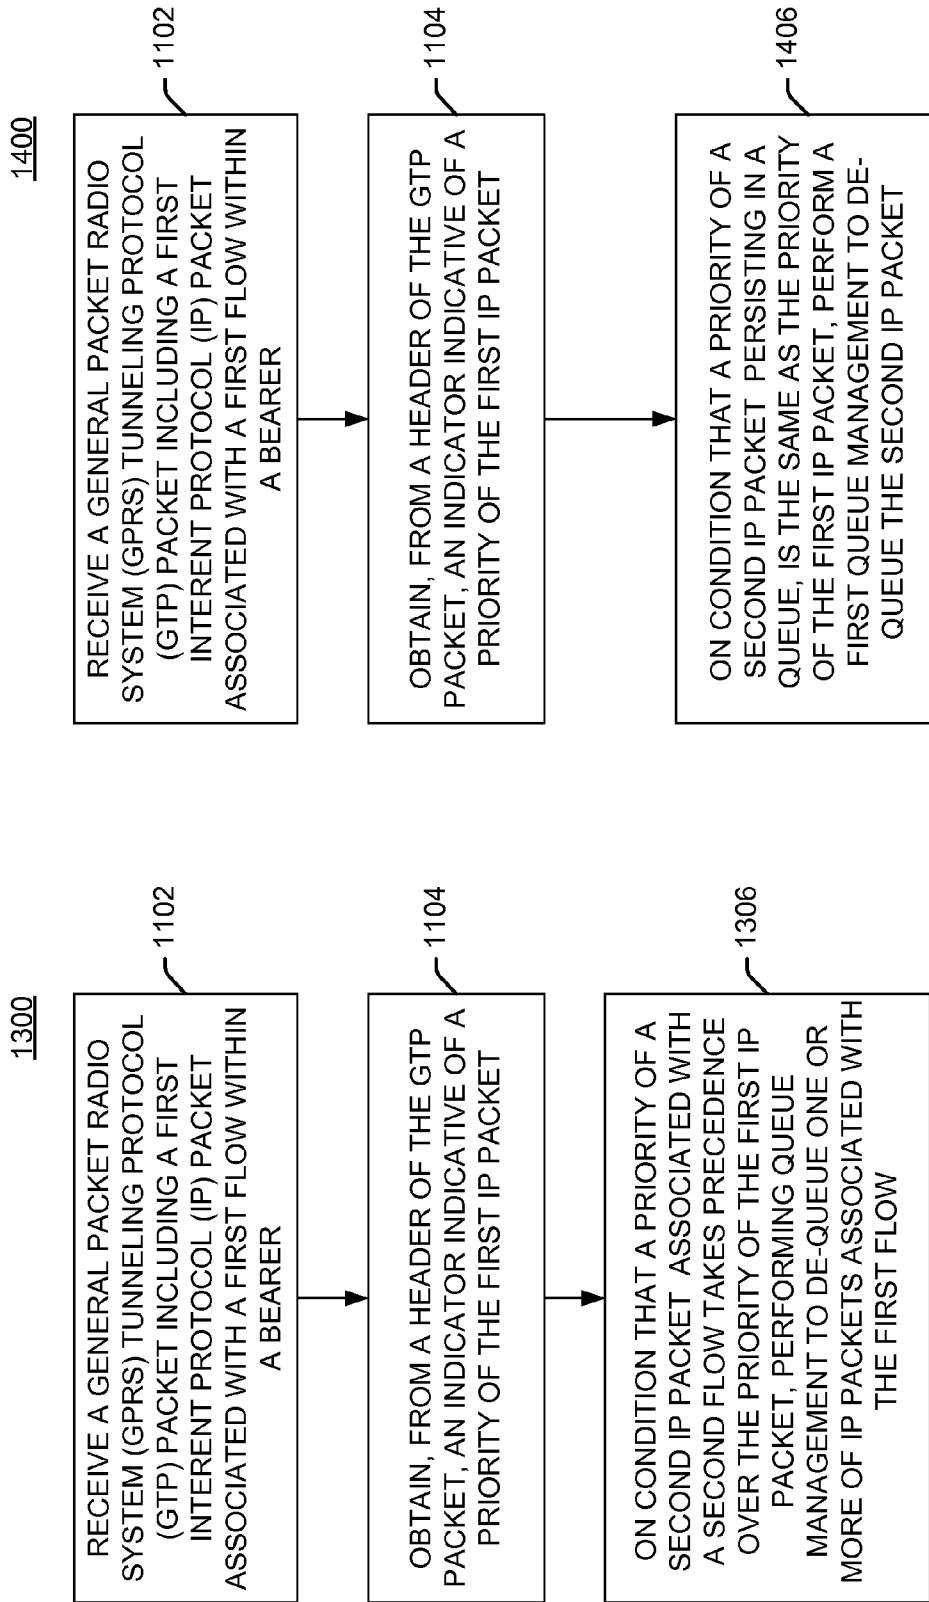 1300
RECEIVE A GENERAL PACKET RADIO
SYSTEM (GPRS) TUNNELING PROTOCOL
(GTP) PACKET INCLUDING A FIRST
INTERENT PROTOCOL (IP) PACKET
ASSOCIATED WITH A FIRST FLOW WITHIN
A BEARER
1102
OBTAIN, FROM A HEADER OF THE GTP
PACKET, AN INDICATOR INDICATIVE OF A
PRIORITY OF THE FIRST IP PACKET
1104
ON CONDITION THAT A PRIORITY OF A
SECOND IP PACKET ASSOCIATED WITH
A SECOND FLOW TAKES PRECEDENCE
OVER THE PRIORITY OF THE FIRST IP
PACKET, PERFORMING QUEUE
MANAGEMENT TO DE-QUEUE ONE OR
MORE OF IP PACKETS ASSOCIATED WITH
THE FIRST FLOW
1306
1400
RECEIVE A GENERAL PACKET RADIO
SYSTEM (GPRS) TUNNELING PROTOCOL
(GTP) PACKET INCLUDING A FIRST
INTERENT PROTOCOL (IP) PACKET
ASSOCIATED WITH A FIRST FLOW WITHIN
A BEARER
1102
OBTAIN, FROM A HEADER OF THE GTP
PACKET, AN INDICATOR INDICATIVE OF A
PRIORITY OF THE FIRST IP PACKET
1104
ON CONDITION THAT A PRIORITY OF A
SECOND IP PACKET PERSISTING IN A
QUEUE, IS THE SAME AS THE PRIORITY
OF THE FIRST IP PACKET, PERFORM A
FIRST QUEUE MANAGEMENT TO DE-
QUEUE THE SECOND IP PACKET
1406